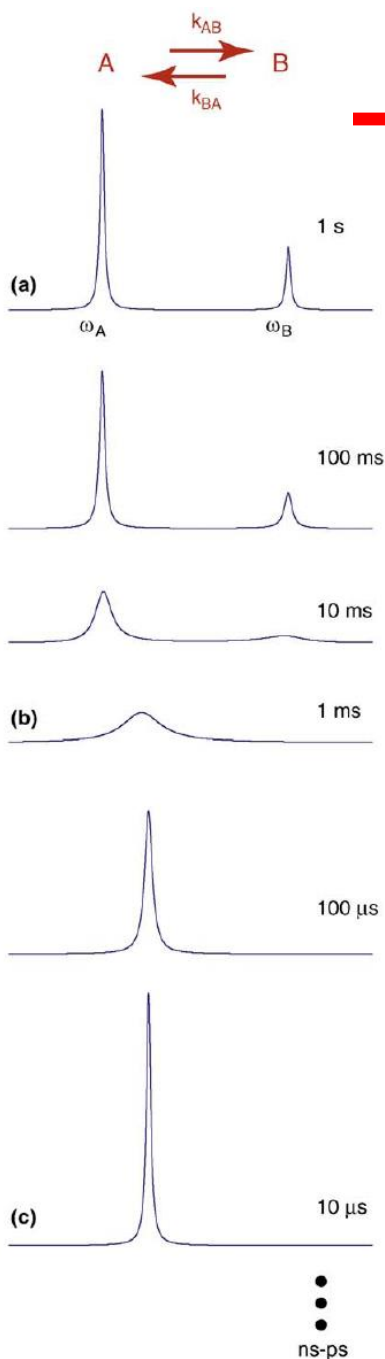 k_AB
A B
k_BA
1 s
(a)
ω_A ω_B
100 ms
10 ms
(b) 1 ms
100 μs
(c) 10 μs
ns-ps